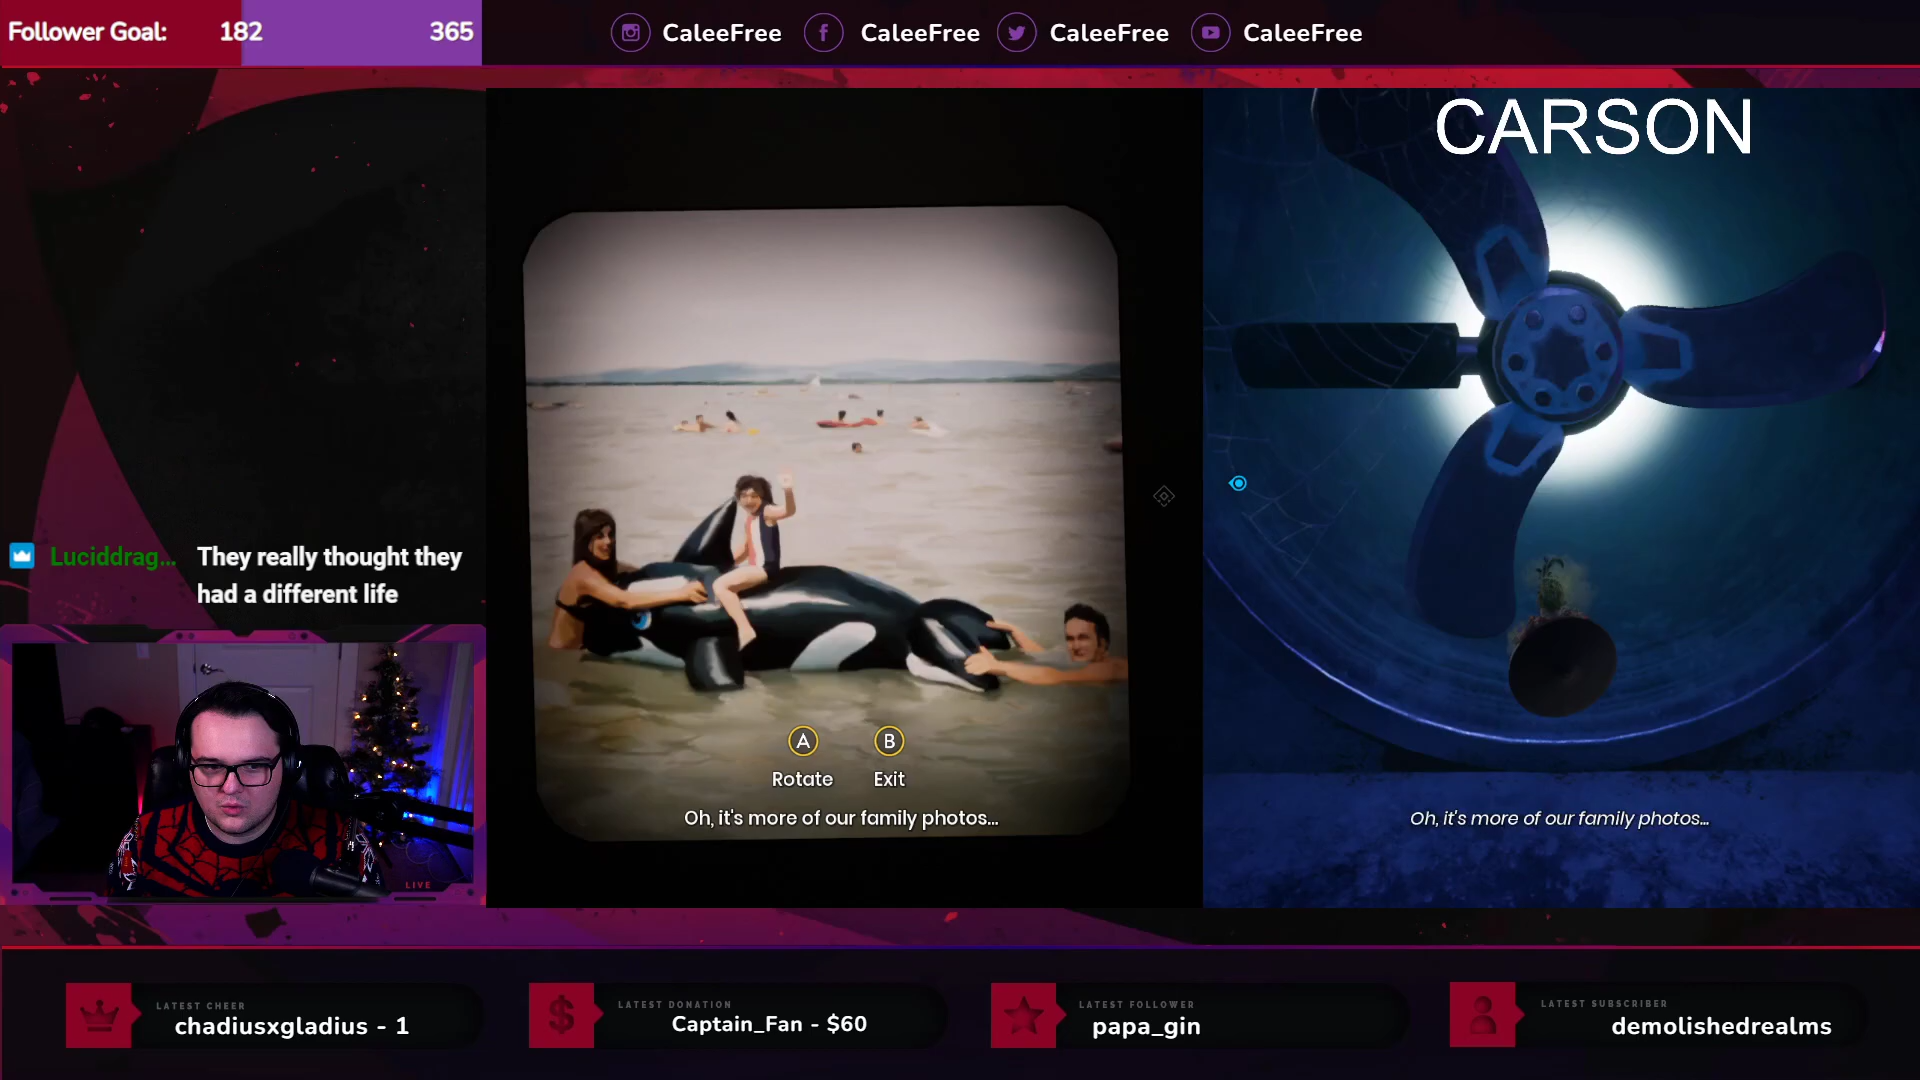 Follower Goal: 182 365
CaleeFree CaleeFree CaleeFree CaleeFree
CARSON
Luciddrag... They really thought they
had a different life
A B
Rotate Exit
Oh, it's more of our family photos...
Oh, it's more of our family photos...
LIVE
LATEST CHEER
chadiusxgladius - 1
LATEST DONATION
Captain_Fan - $60
LATEST FOLLOWER
papa_gin
LATEST SUBSCRIBER
demolishedrealms